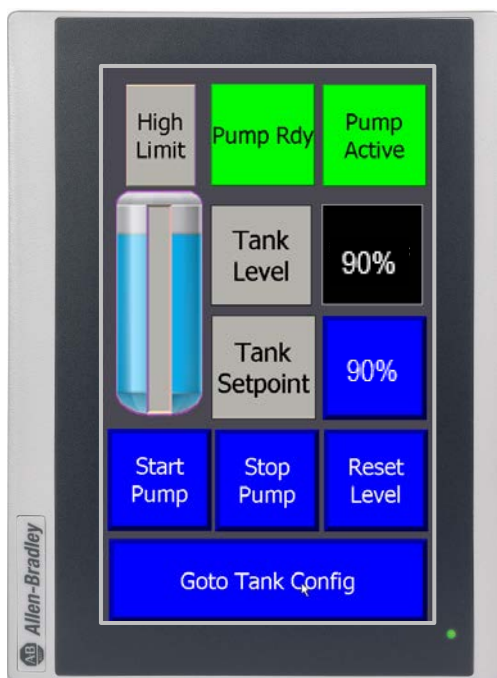 High
Limit
Pump Rdy
Pump
Active
Tank
Level
90%
Tank
Setpoint
90%
Start
Pump
Stop
Pump
Reset
Level
Goto Tank Config
AB Allen-Bradley